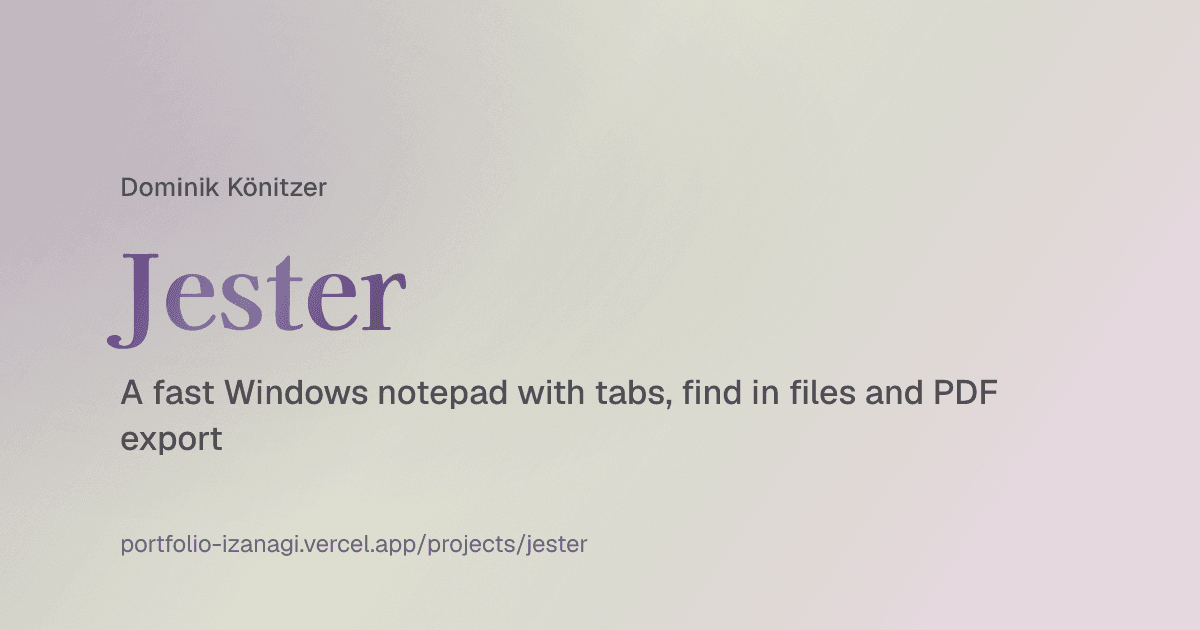 Dominik Könitzer
Jester
A fast Windows notepad with tabs, find in files and PDF
export
portfolio-izanagi.vercel.app/projects/jester